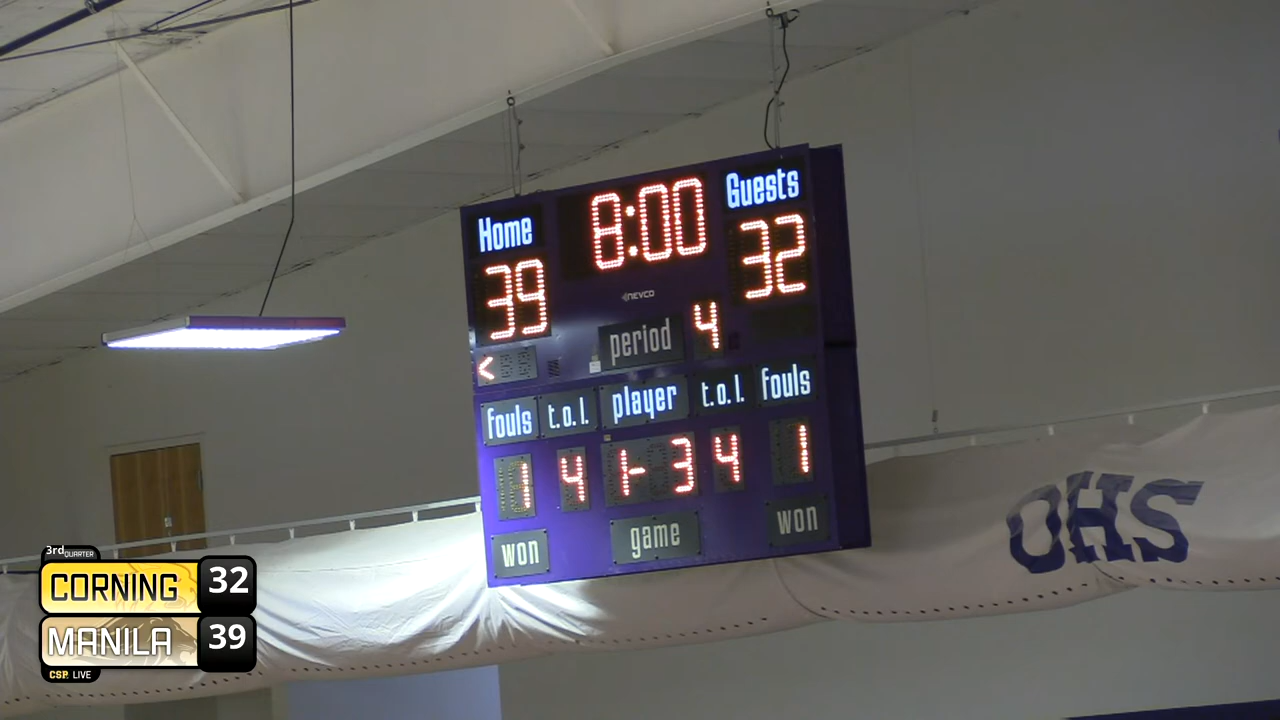 Home
8:00
Guests
39
32
NEVCO
period
4
<
fouls
t.o.l.
player
t.o.l.
fouls
1
4
1-3
4
1
won
game
won
OHS
3rd QUARTER
CORNING 32
MANILA 39
CSP. LIVE